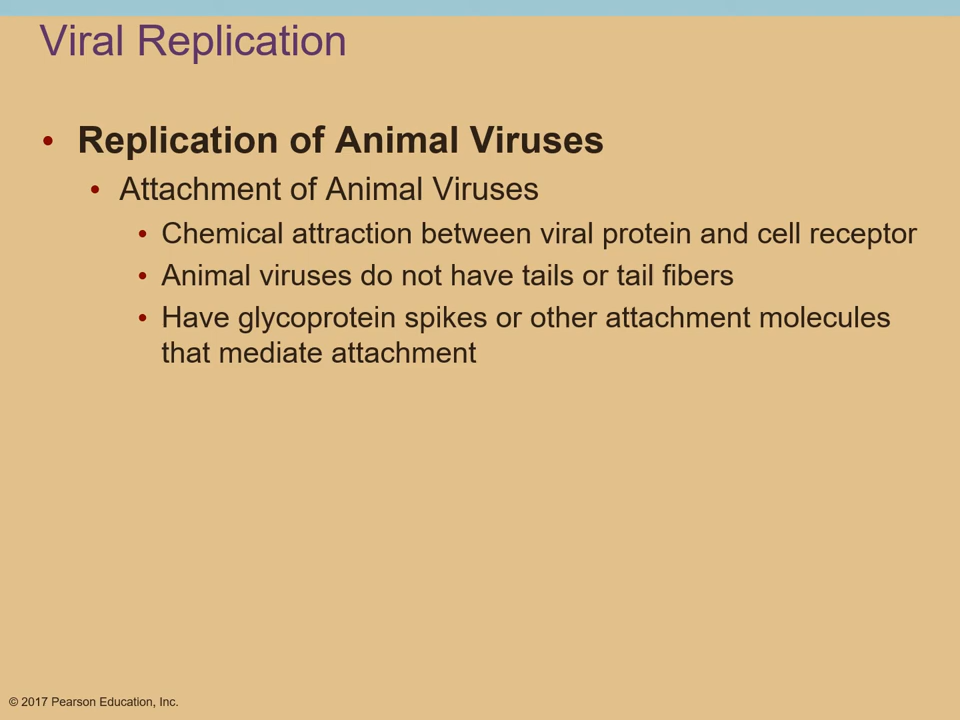 Viral Replication
• Replication of Animal Viruses
• Attachment of Animal Viruses
• Chemical attraction between viral protein and cell receptor
• Animal viruses do not have tails or tail fibers
• Have glycoprotein spikes or other attachment molecules
that mediate attachment
© 2017 Pearson Education, Inc.